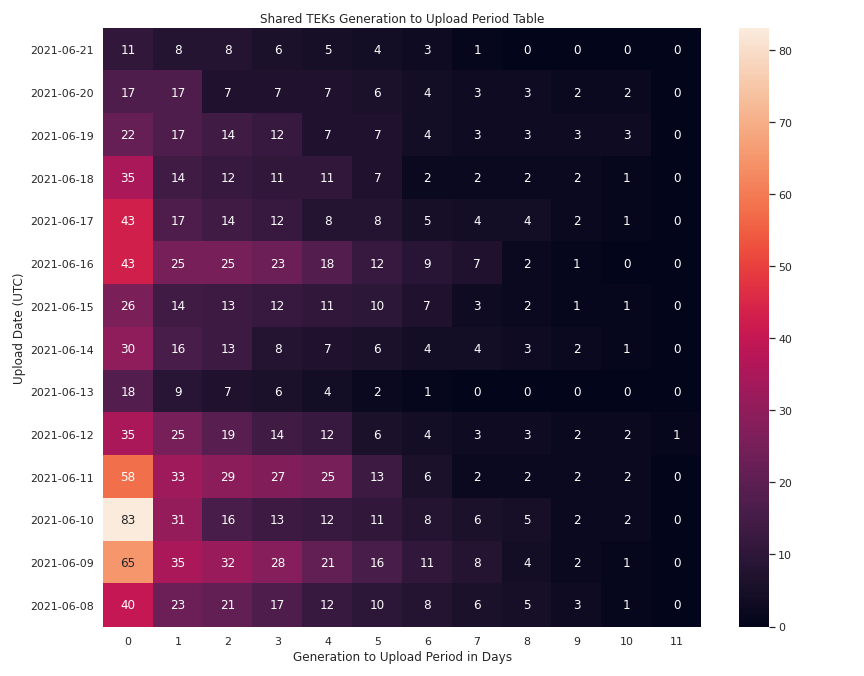 Shared TEKs Generation to Upload Period Table
2021-06-21 11 8 8 6 5 4 3 1 0 0 0 0
2021-06-20 17 17 7 7 7 6 4 3 3 2 2 0
2021-06-19 22 17 14 12 7 7 4 3 3 3 3 0
2021-06-18 35 14 12 11 11 7 2 2 2 2 1 0
2021-06-17 43 17 14 12 8 8 5 4 4 2 1 0
2021-06-16 43 25 25 23 18 12 9 7 2 1 0 0
2021-06-15 26 14 13 12 11 10 7 3 2 1 1 0
2021-06-14 30 16 13 8 7 6 4 4 3 2 1 0
2021-06-13 18 9 7 6 4 2 1 0 0 0 0 0
2021-06-12 35 25 19 14 12 6 4 3 3 2 2 1
2021-06-11 58 33 29 27 25 13 6 2 2 2 2 0
2021-06-10 83 31 16 13 12 11 8 6 5 2 2 0
2021-06-09 65 35 32 28 21 16 11 8 4 2 1 0
2021-06-08 40 23 21 17 12 10 8 6 5 3 1 0
0 1 2 3 4 5 6 7 8 9 10 11
Generation to Upload Period in Days
Upload Date (UTC)
80
70
60
50
40
30
20
10
0